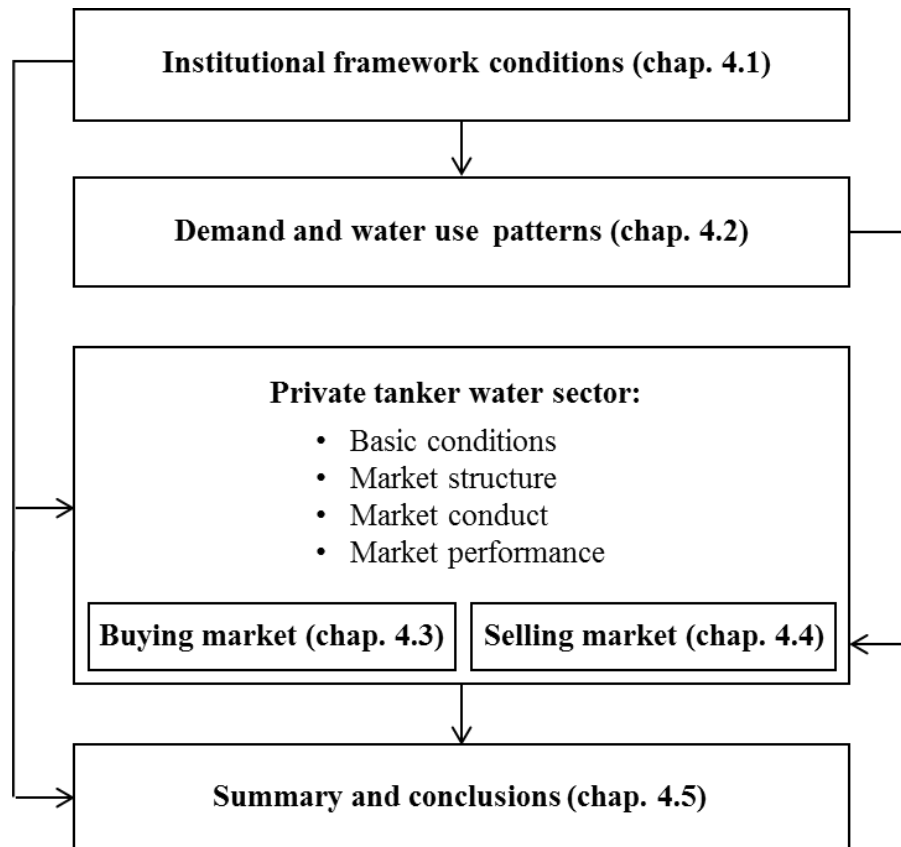 Institutional framework conditions (chap. 4.1)
Demand and water use patterns (chap. 4.2)
Private tanker water sector:
• Basic conditions
• Market structure
• Market conduct
• Market performance
Buying market (chap. 4.3)
Selling market (chap. 4.4)
Summary and conclusions (chap. 4.5)